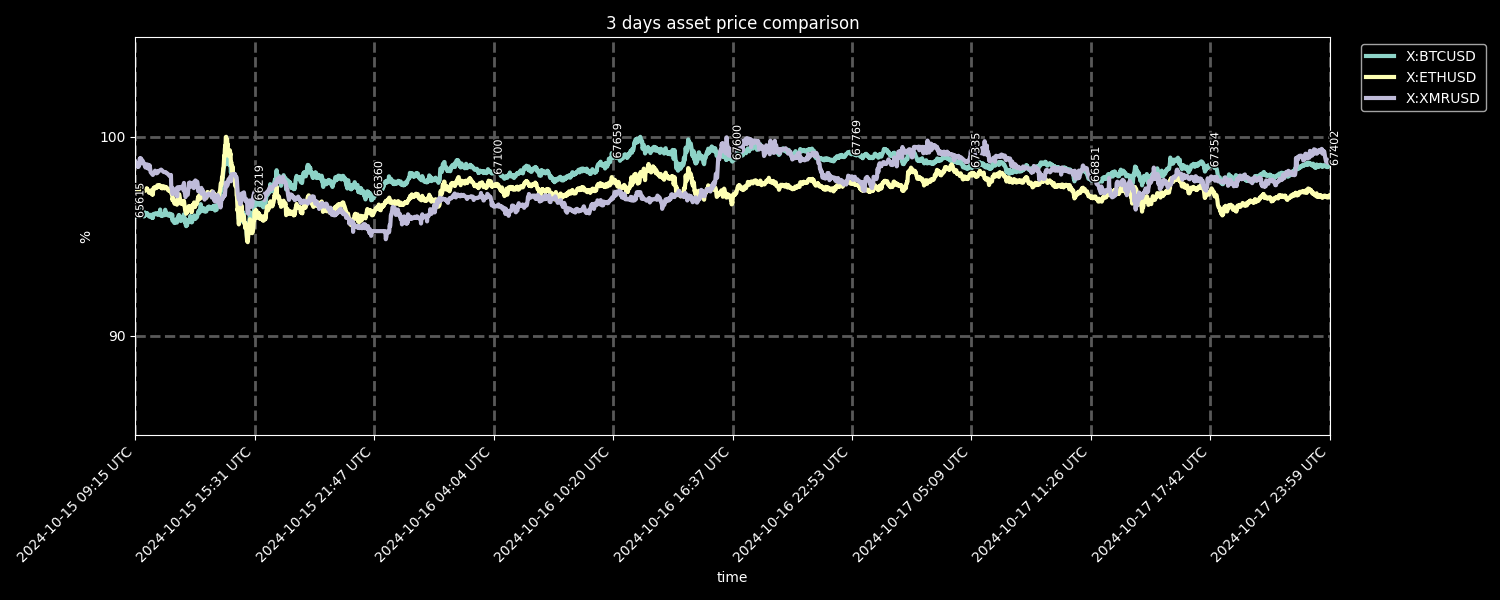 3 days asset price comparison
X:BTCUSD
X:ETHUSD
X:XMRUSD
100
90
%
66219
66360
67100
67659
67600
67769
67335
66851
67354
67402
2024-10-15 09:15 UTC
2024-10-15 15:31 UTC
2024-10-15 21:47 UTC
2024-10-16 04:04 UTC
2024-10-16 10:20 UTC
2024-10-16 16:37 UTC
2024-10-16 22:53 UTC
2024-10-17 05:09 UTC
2024-10-17 11:26 UTC
2024-10-17 17:42 UTC
2024-10-17 23:59 UTC
time